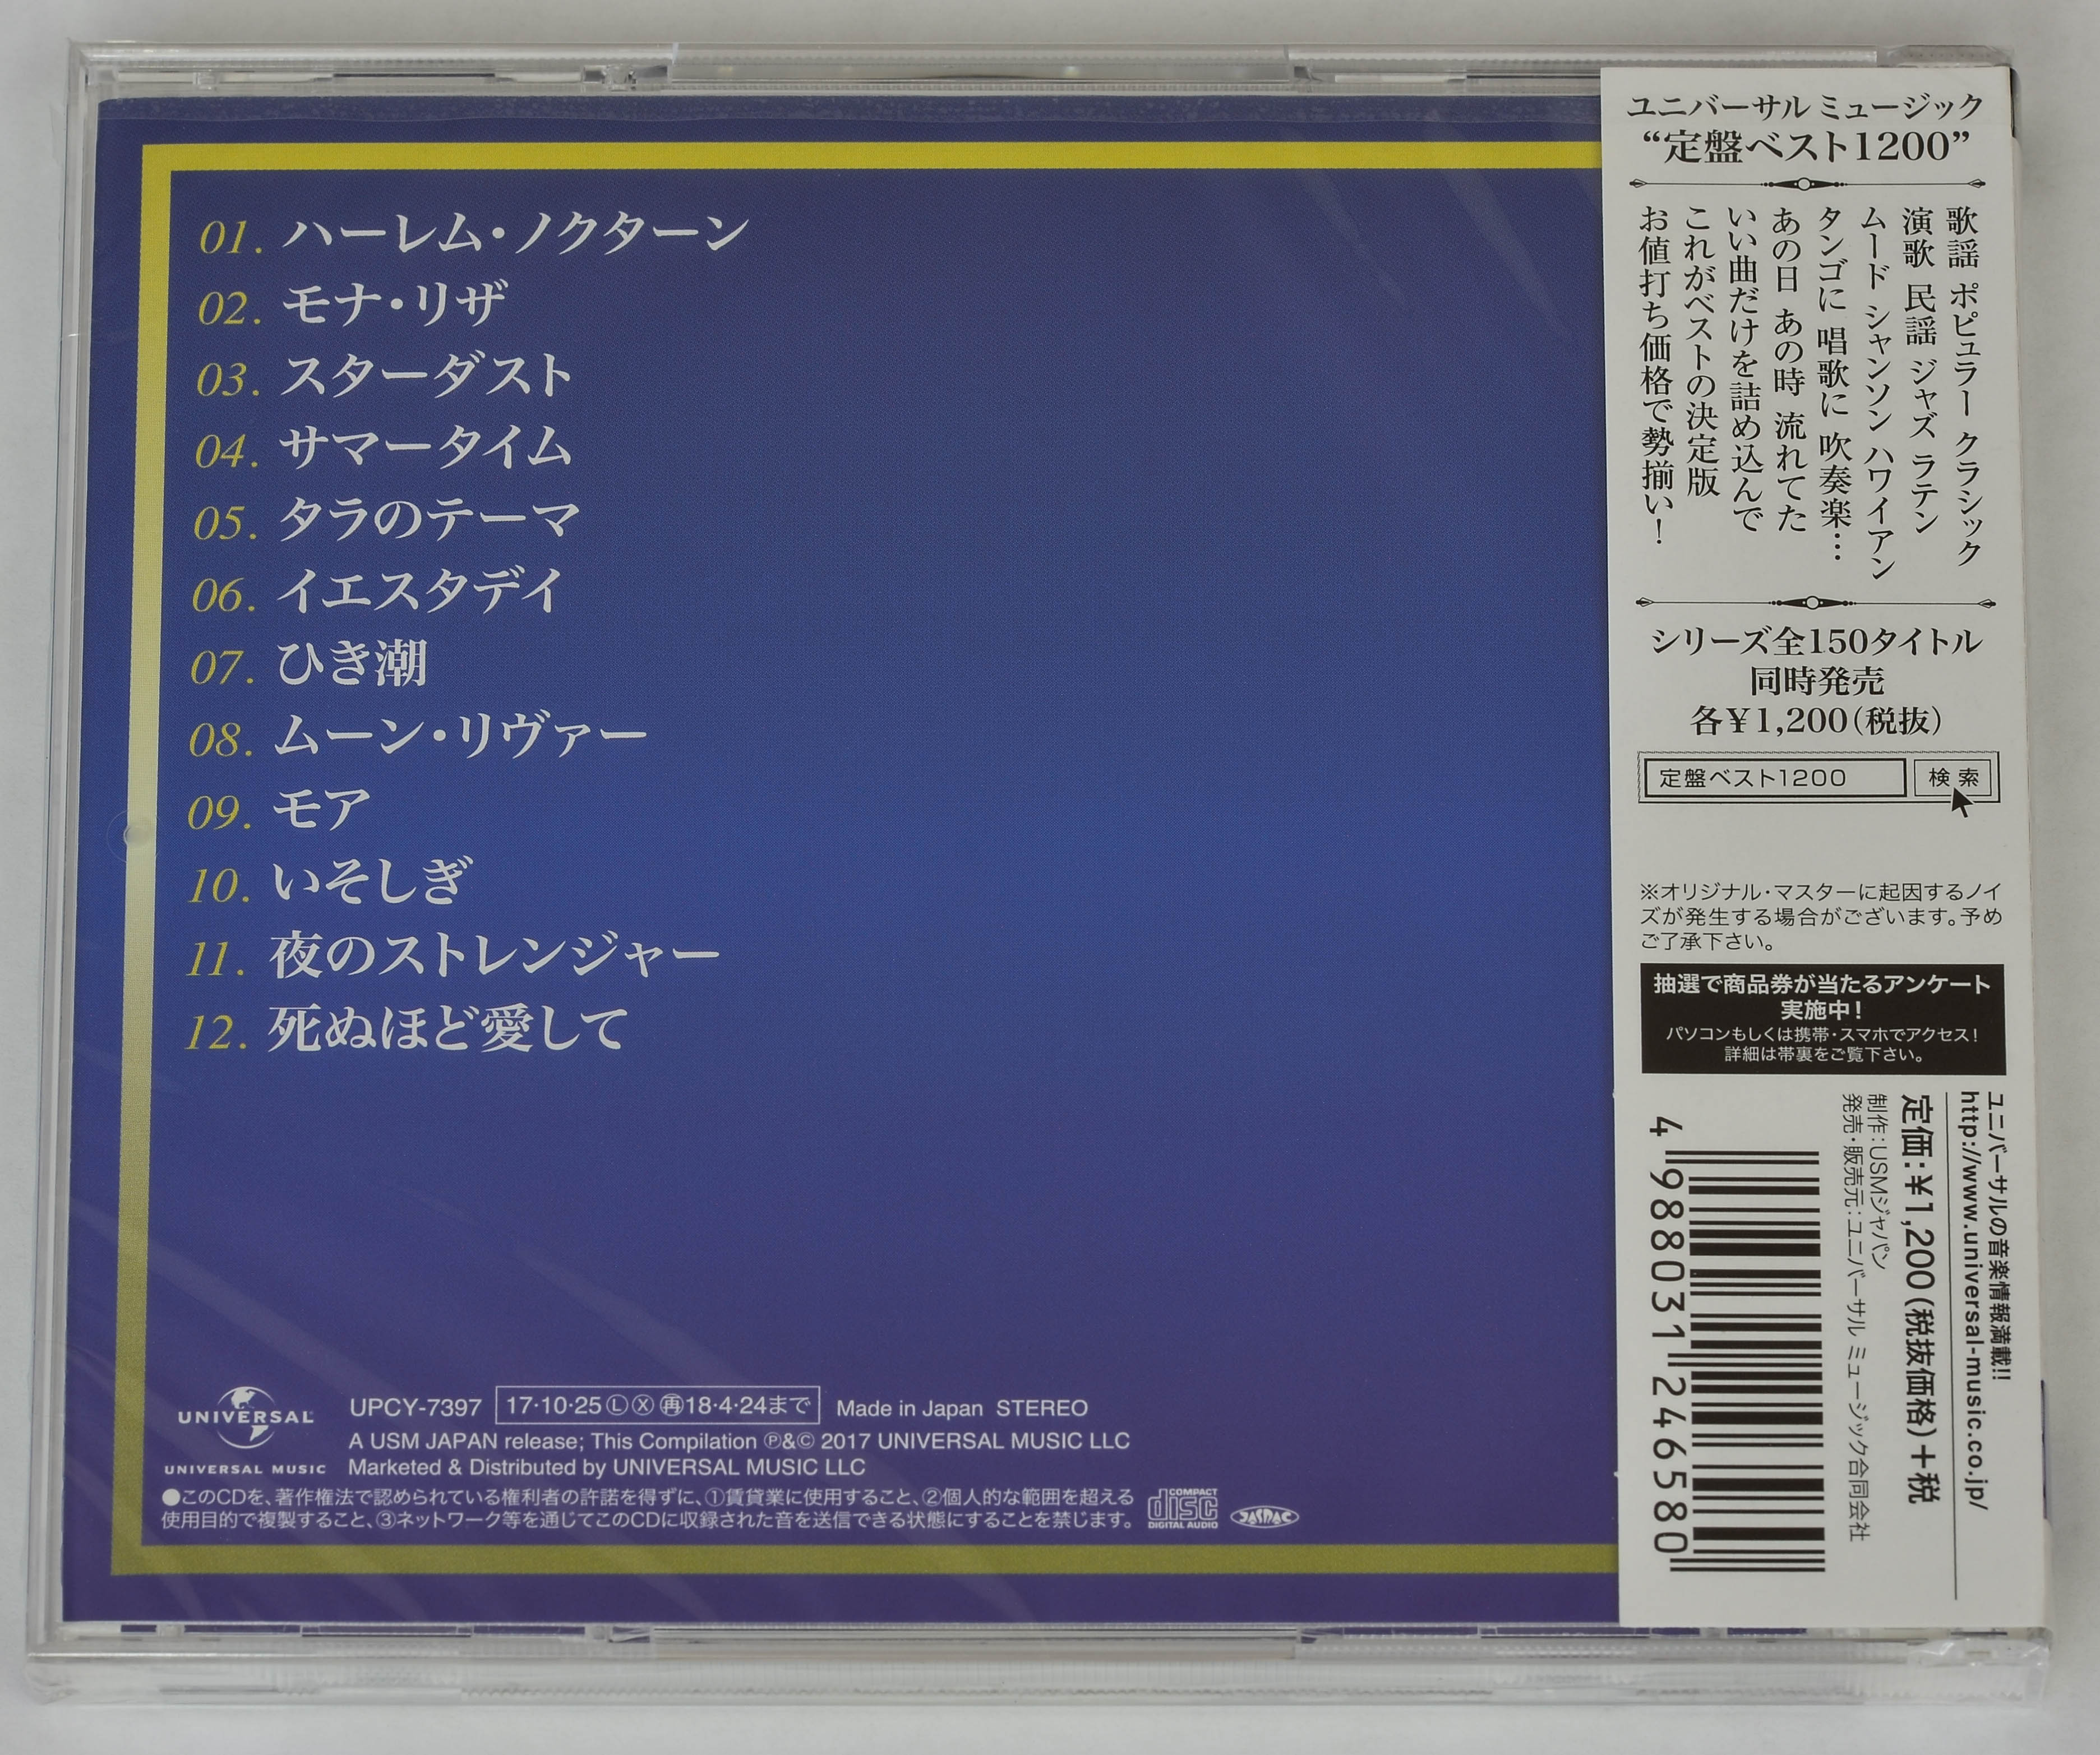 01. ハーレム・ノクターン
02. モナ・リザ
03. スターダスト
04. サマータイム
05. タラのテーマ
06. イエスタデイ
07. ひき潮
08. ムーン・リヴァー
09. モア
10. いそしぎ
11. 夜のストレンジャー
12. 死ぬほど愛して
UNIVERSAL
UNIVERSAL MUSIC
UPCY-7397 17・10・25ⓁⓍ㊢18・4・24まで Made in Japan STEREO
A USM JAPAN release; This Compilation ℗&© 2017 UNIVERSAL MUSIC LLC
Marketed & Distributed by UNIVERSAL MUSIC LLC
●このCDを、著作権法で認められている権利者の許諾を得ずに、①賃貸業に使用すること、②個人的な範囲を超える
使用目的で複製すること、③ネットワーク等を通じてこのCDに収録された音を送信できる状態にすることを禁じます。
COMPACT
disc
DIGITAL AUDIO
JASRAC
ユニバーサル ミュージック
“定盤ベスト1200”
歌謡 ポピュラー クラシック
演歌 民謡 ジャズ ラテン
ムード シャンソン ハワイアン
タンゴに 唱歌に 吹奏楽…
あの日 あの時 流れてた
いい曲だけを詰め込んで
これがベストの決定版
お値打ち価格で勢揃い！
シリーズ全150タイトル
同時発売
各¥1,200(税抜)
定盤ベスト1200 検索
※オリジナル・マスターに起因するノイ
ズが発生する場合がございます。予め
ご了承下さい。
抽選で商品券が当たるアンケート
実施中！
パソコンもしくは携帯・スマホでアクセス！
詳細は帯裏をご覧下さい。
ユニバーサルの音楽情報満載!!
http://www.universal-music.co.jp/
定価：¥1,200(税抜価格)＋税
制作：USMジャパン
発売・販売元：ユニバーサル ミュージック合同会社
4 988031 246580